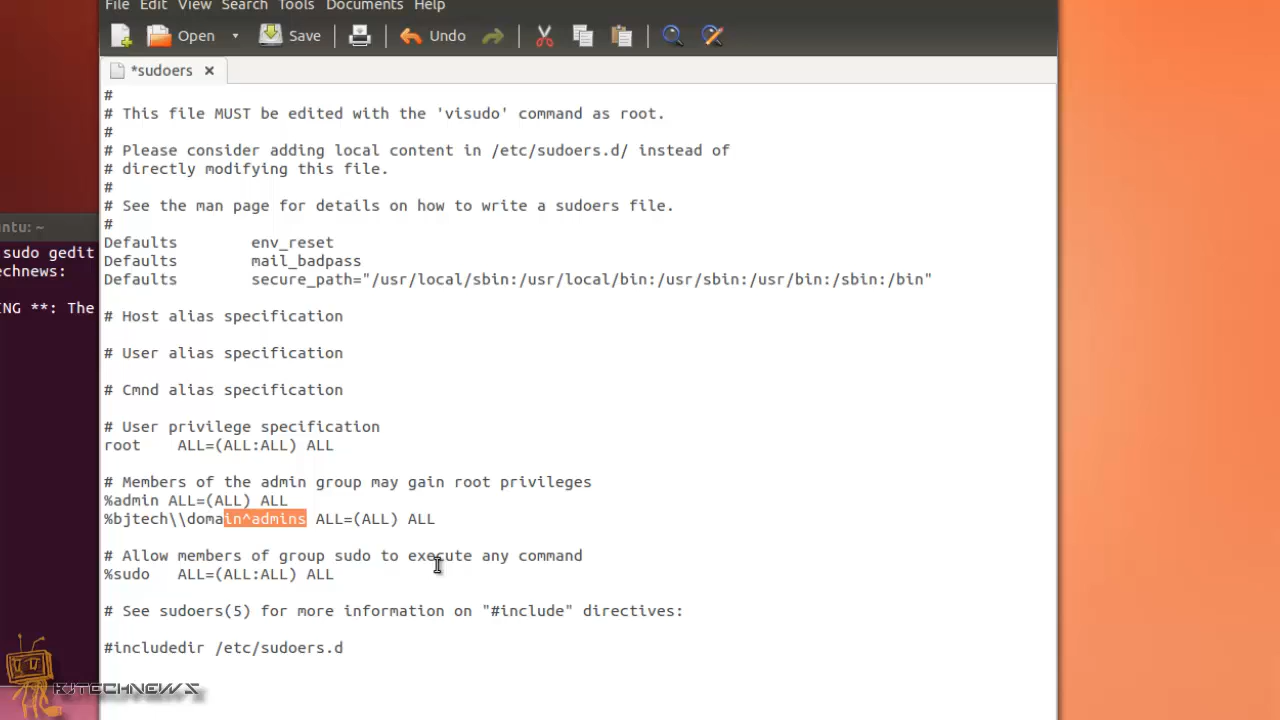 File Edit View Search Tools Documents Help
Open Save Undo
*sudoers ×
#
# This file MUST be edited with the 'visudo' command as root.
#
# Please consider adding local content in /etc/sudoers.d/ instead of
# directly modifying this file.
#
# See the man page for details on how to write a sudoers file.
#
Defaults env_reset
Defaults mail_badpass
Defaults secure_path="/usr/local/sbin:/usr/local/bin:/usr/sbin:/usr/bin:/sbin:/bin"
# Host alias specification
# User alias specification
# Cmnd alias specification
# User privilege specification
root ALL=(ALL:ALL) ALL
# Members of the admin group may gain root privileges
%admin ALL=(ALL) ALL
%bjtech\\domain^admins ALL=(ALL) ALL
# Allow members of group sudo to execute any command
%sudo ALL=(ALL:ALL) ALL
# See sudoers(5) for more information on "#include" directives:
#includedir /etc/sudoers.d
ntu: ~
sudo gedit
echnews:
ING **: The
BJTECHNEWS